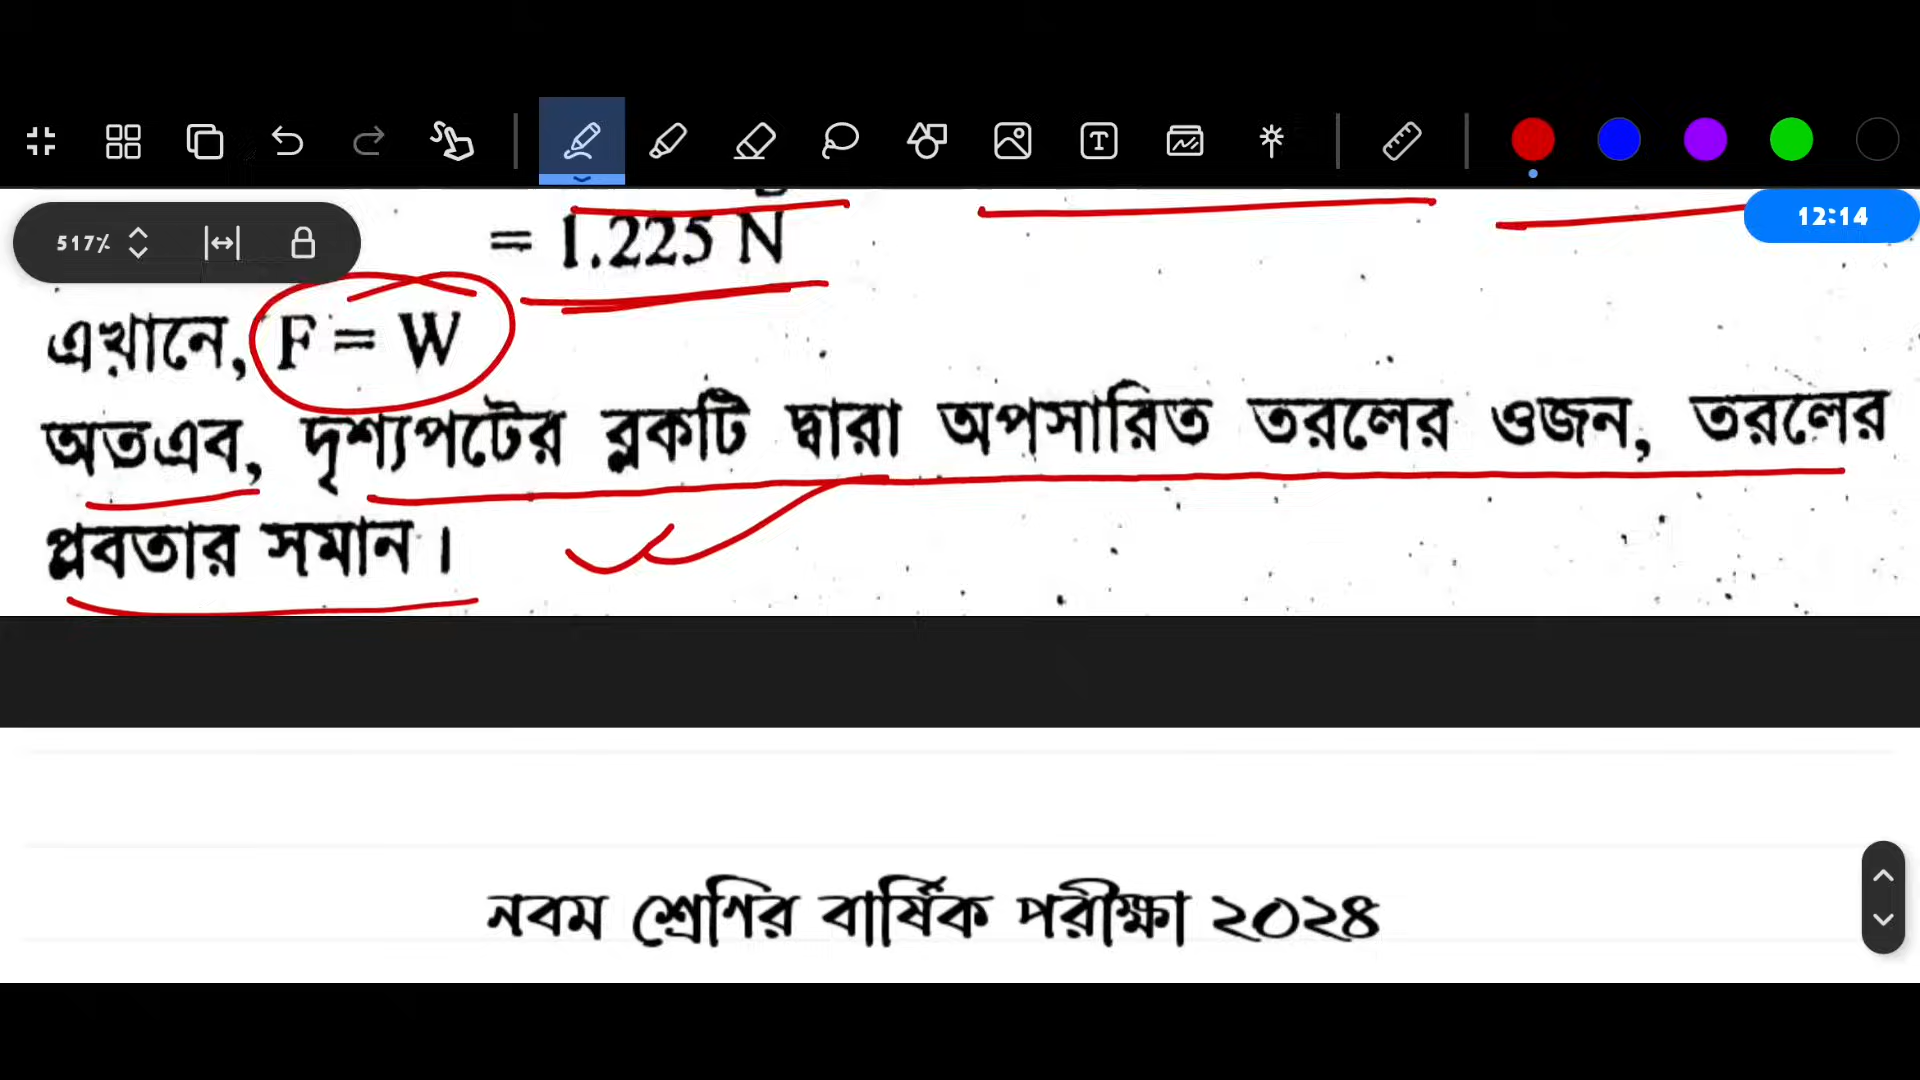 = 1.225 N
517%
12:14
এখানে, F = W
অতএব, দৃশ্যপটের ব্লকটি দ্বারা অপসারিত তরলের ওজন, তরলের
প্লবতার সমান।
নবম শ্রেণির বার্ষিক পরীক্ষা ২০২৪